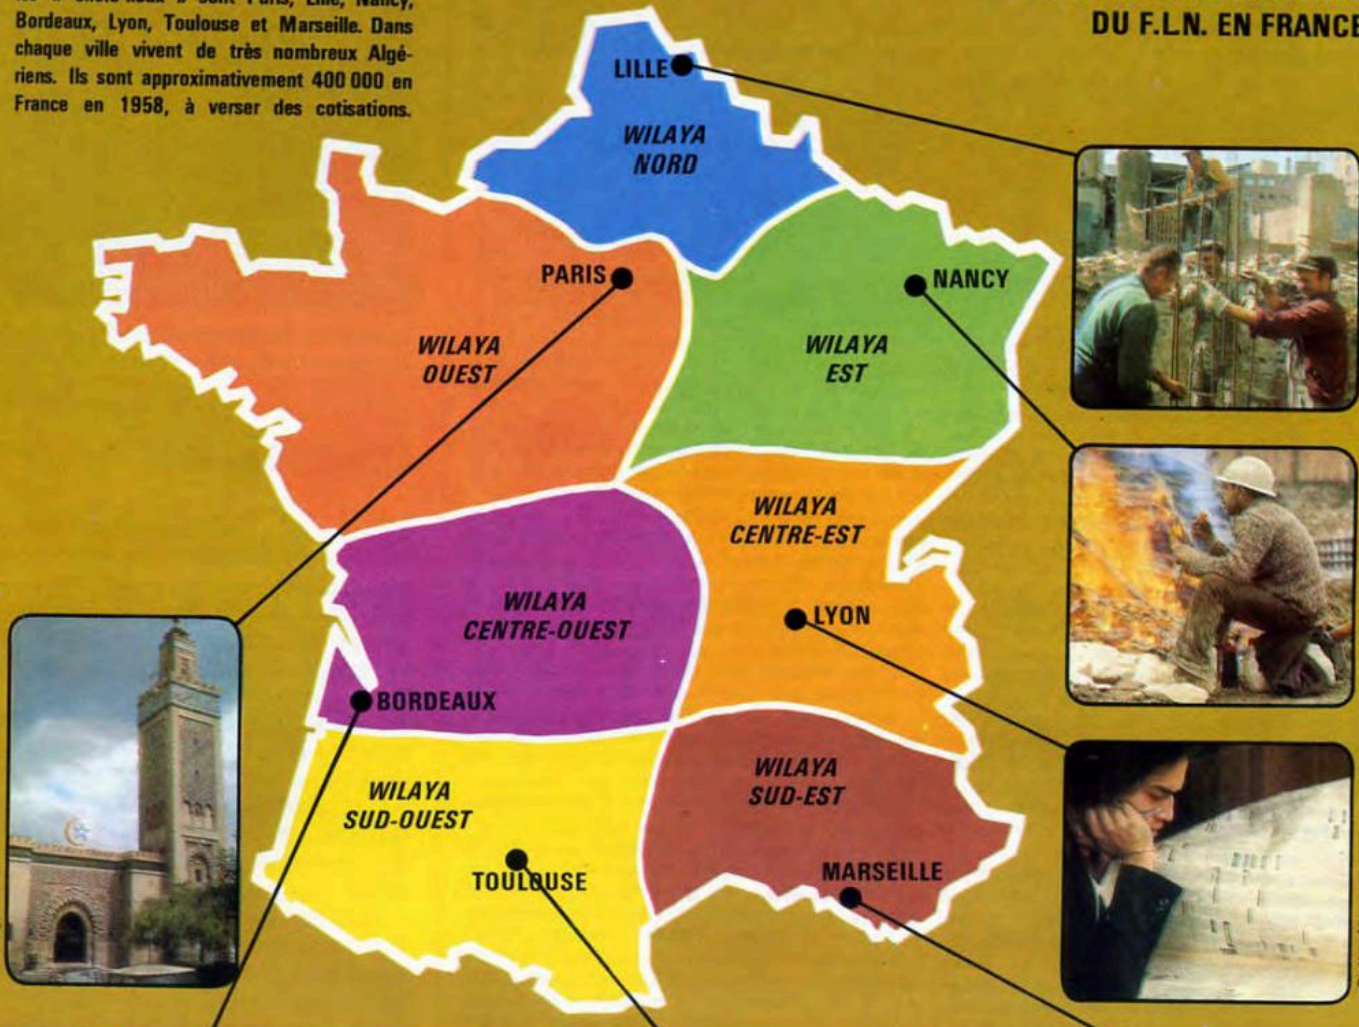 Bordeaux, Lyon, Toulouse et Marseille. Dans
chaque ville vivent de très nombreux Algé-
riens. Ils sont approximativement 400 000 en
France en 1958, à verser des cotisations.
DU F.L.N. EN FRANCE
LILLE
WILAYA
NORD
PARIS
NANCY
WILAYA
OUEST
WILAYA
EST
WILAYA
CENTRE-EST
WILAYA
CENTRE-OUEST
LYON
BORDEAUX
WILAYA
SUD-OUEST
WILAYA
SUD-EST
TOULOUSE
MARSEILLE